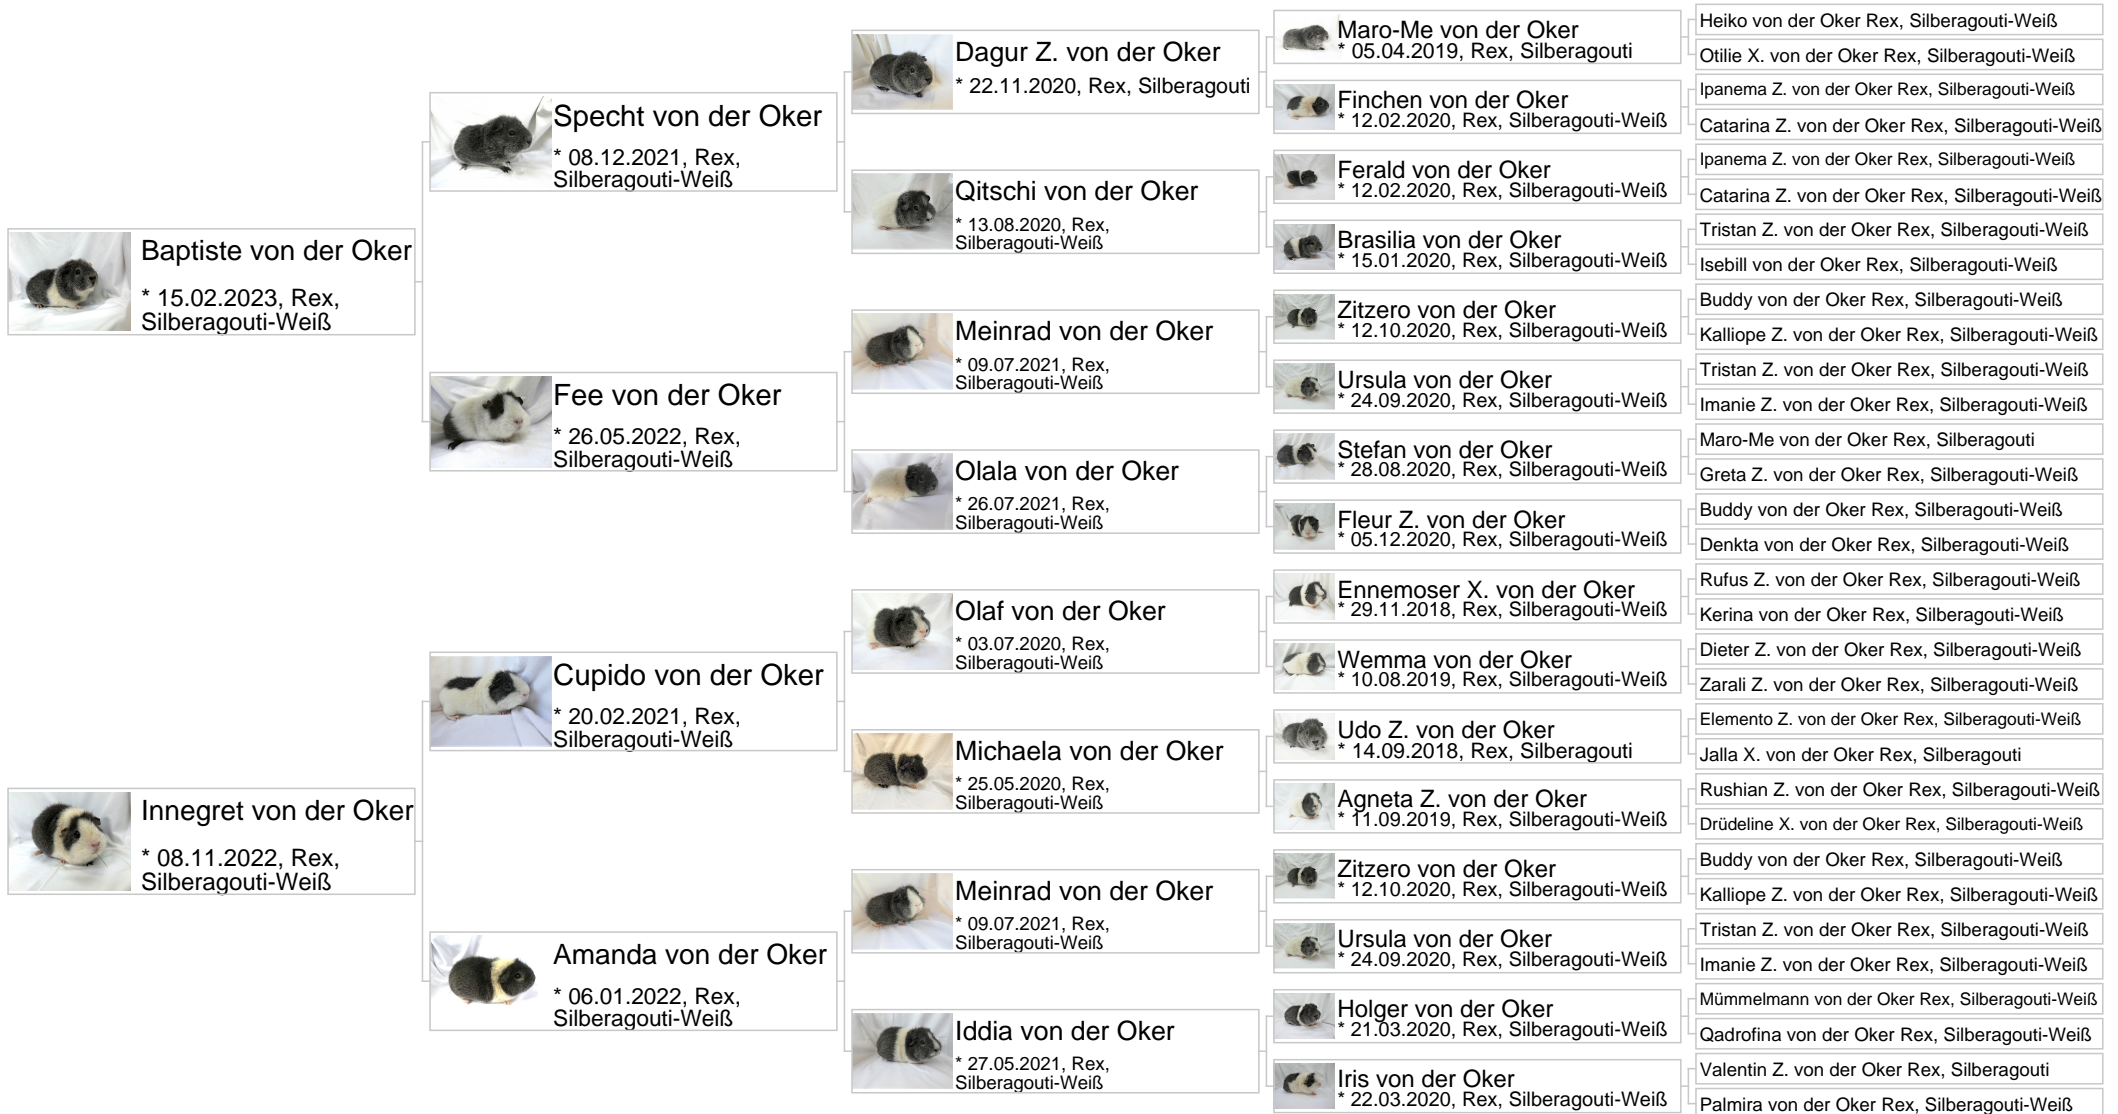 Baptiste von der Oker
* 15.02.2023, Rex,
Silberagouti-Weiß
Innegret von der Oker
* 08.11.2022, Rex,
Silberagouti-Weiß
Specht von der Oker
* 08.12.2021, Rex,
Silberagouti-Weiß
Fee von der Oker
* 26.05.2022, Rex,
Silberagouti-Weiß
Cupido von der Oker
* 20.02.2021, Rex,
Silberagouti-Weiß
Amanda von der Oker
* 06.01.2022, Rex,
Silberagouti-Weiß
Dagur Z. von der Oker
* 22.11.2020, Rex, Silberagouti
Qitschi von der Oker
* 13.08.2020, Rex,
Silberagouti-Weiß
Meinrad von der Oker
* 09.07.2021, Rex,
Silberagouti-Weiß
Olala von der Oker
* 26.07.2021, Rex,
Silberagouti-Weiß
Olaf von der Oker
* 03.07.2020, Rex,
Silberagouti-Weiß
Michaela von der Oker
* 25.05.2020, Rex,
Silberagouti-Weiß
Meinrad von der Oker
* 09.07.2021, Rex,
Silberagouti-Weiß
Iddia von der Oker
* 27.05.2021, Rex,
Silberagouti-Weiß
Maro-Me von der Oker
* 05.04.2019, Rex, Silberagouti
Finchen von der Oker
* 12.02.2020, Rex, Silberagouti-Weiß
Ferald von der Oker
* 12.02.2020, Rex, Silberagouti-Weiß
Brasilia von der Oker
* 15.01.2020, Rex, Silberagouti-Weiß
Zitzero von der Oker
* 12.10.2020, Rex, Silberagouti-Weiß
Ursula von der Oker
* 24.09.2020, Rex, Silberagouti-Weiß
Stefan von der Oker
* 28.08.2020, Rex, Silberagouti-Weiß
Fleur Z. von der Oker
* 05.12.2020, Rex, Silberagouti-Weiß
Ennemoser X. von der Oker
* 29.11.2018, Rex, Silberagouti-Weiß
Wemma von der Oker
* 10.08.2019, Rex, Silberagouti-Weiß
Udo Z. von der Oker
* 14.09.2018, Rex, Silberagouti
Agneta Z. von der Oker
* 11.09.2019, Rex, Silberagouti-Weiß
Zitzero von der Oker
* 12.10.2020, Rex, Silberagouti-Weiß
Ursula von der Oker
* 24.09.2020, Rex, Silberagouti-Weiß
Holger von der Oker
* 21.03.2020, Rex, Silberagouti-Weiß
Iris von der Oker
* 22.03.2020, Rex, Silberagouti-Weiß
Heiko von der Oker Rex, Silberagouti-Weiß
Otilie X. von der Oker Rex, Silberagouti-Weiß
Ipanema Z. von der Oker Rex, Silberagouti-Weiß
Catarina Z. von der Oker Rex, Silberagouti-Weiß
Ipanema Z. von der Oker Rex, Silberagouti-Weiß
Catarina Z. von der Oker Rex, Silberagouti-Weiß
Tristan Z. von der Oker Rex, Silberagouti-Weiß
Isebill von der Oker Rex, Silberagouti-Weiß
Buddy von der Oker Rex, Silberagouti-Weiß
Kalliope Z. von der Oker Rex, Silberagouti-Weiß
Tristan Z. von der Oker Rex, Silberagouti-Weiß
Imanie Z. von der Oker Rex, Silberagouti-Weiß
Maro-Me von der Oker Rex, Silberagouti
Greta Z. von der Oker Rex, Silberagouti-Weiß
Buddy von der Oker Rex, Silberagouti-Weiß
Denkta von der Oker Rex, Silberagouti-Weiß
Rufus Z. von der Oker Rex, Silberagouti-Weiß
Kerina von der Oker Rex, Silberagouti-Weiß
Dieter Z. von der Oker Rex, Silberagouti-Weiß
Zarali Z. von der Oker Rex, Silberagouti-Weiß
Elemento Z. von der Oker Rex, Silberagouti-Weiß
Jalla X. von der Oker Rex, Silberagouti
Rushian Z. von der Oker Rex, Silberagouti-Weiß
Drüdeline X. von der Oker Rex, Silberagouti-Weiß
Buddy von der Oker Rex, Silberagouti-Weiß
Kalliope Z. von der Oker Rex, Silberagouti-Weiß
Tristan Z. von der Oker Rex, Silberagouti-Weiß
Imanie Z. von der Oker Rex, Silberagouti-Weiß
Mümmelmann von der Oker Rex, Silberagouti-Weiß
Qadrofina von der Oker Rex, Silberagouti-Weiß
Valentin Z. von der Oker Rex, Silberagouti
Palmira von der Oker Rex, Silberagouti-Weiß